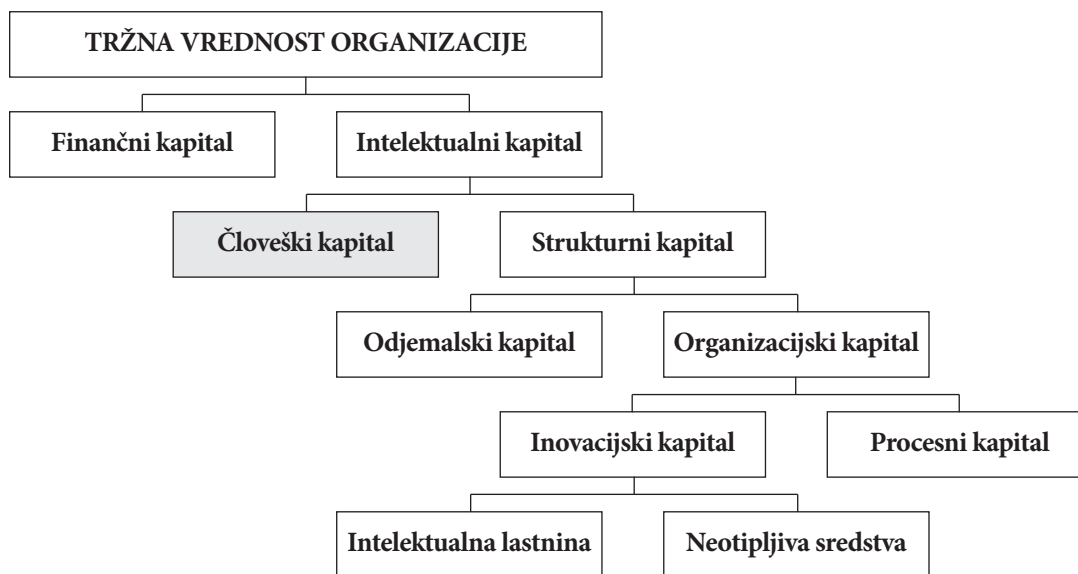 TRŽNA VREDNOST ORGANIZACIJE
Finančni kapital
Intelektualni kapital
Človeški kapital
Strukturni kapital
Odjemalski kapital
Organizacijski kapital
Inovacijski kapital
Procesni kapital
Intelektualna lastnina
Neotipljiva sredstva